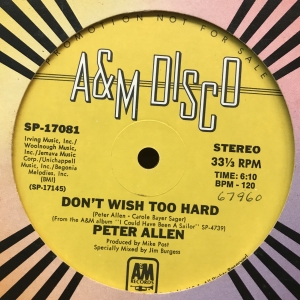 PROMOTION NOT FOR SALE
A&M DISCO
SP-17081
Irving Music, Inc./
Woolnough Music,
Inc./Jemava Music
Corp./Unichappell
Music, Inc./Begonia
Melodies, Inc.
(BMI)
(SP-17145)
STEREO
33⅓ RPM
TIME: 6:10
BPM - 120
67960
DON'T WISH TOO HARD
(Peter Allen - Carole Bayer Sager)
(From the A&M album "I Could Have Been A Sailor" SP-4739)
PETER ALLEN
Produced by Mike Post
Specially Mixed by Jim Burgess
AM
RECORDS